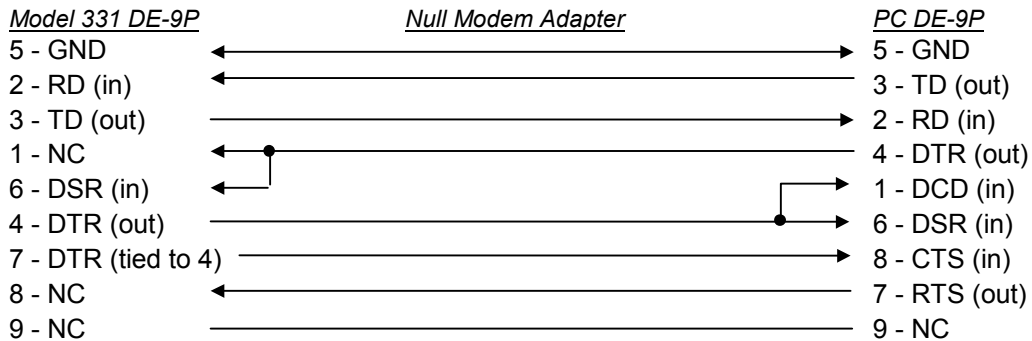 Model 331 DE-9P Null Modem Adapter PC DE-9P
5 - GND 5 - GND
2 - RD (in) 3 - TD (out)
3 - TD (out) 2 - RD (in)
1 - NC 4 - DTR (out)
6 - DSR (in) 1 - DCD (in)
4 - DTR (out) 6 - DSR (in)
7 - DTR (tied to 4) 8 - CTS (in)
8 - NC 7 - RTS (out)
9 - NC 9 - NC